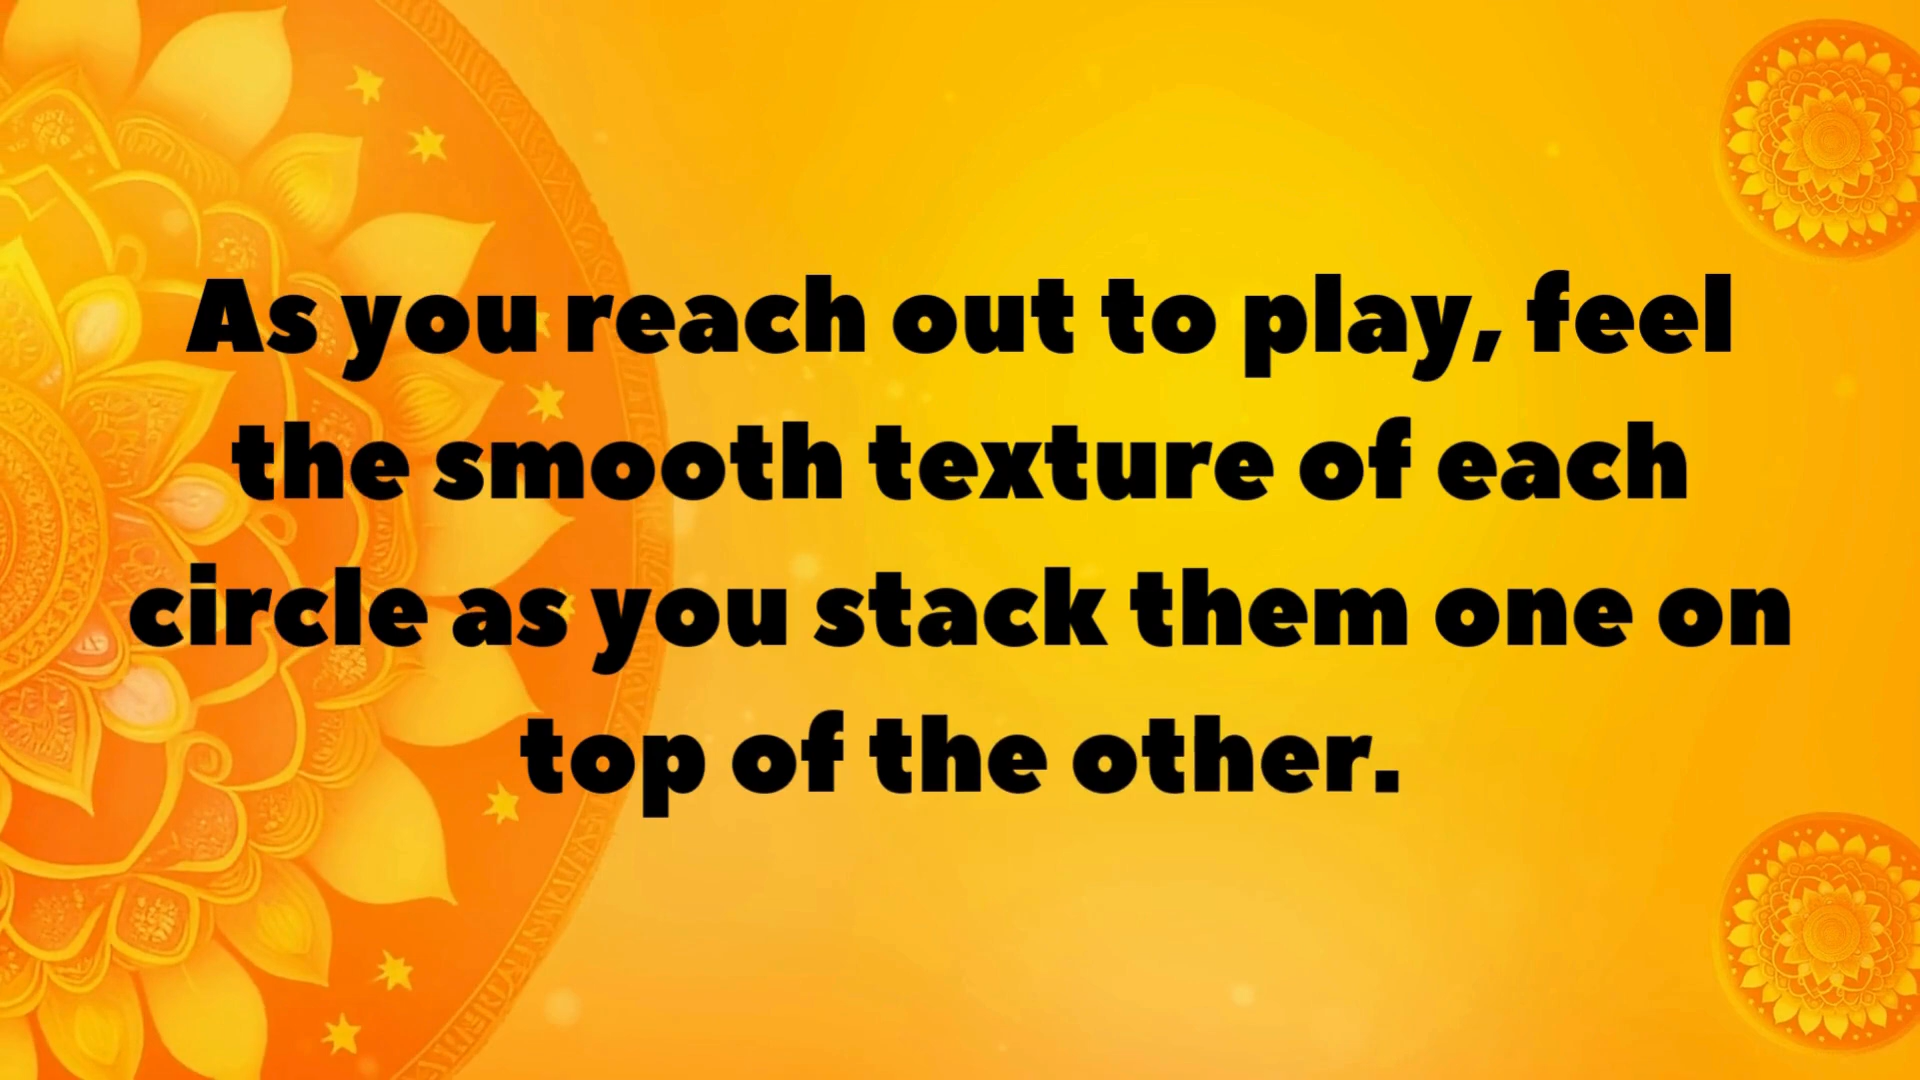 As you reach out to play, feel
the smooth texture of each
circle as you stack them one on
top of the other.